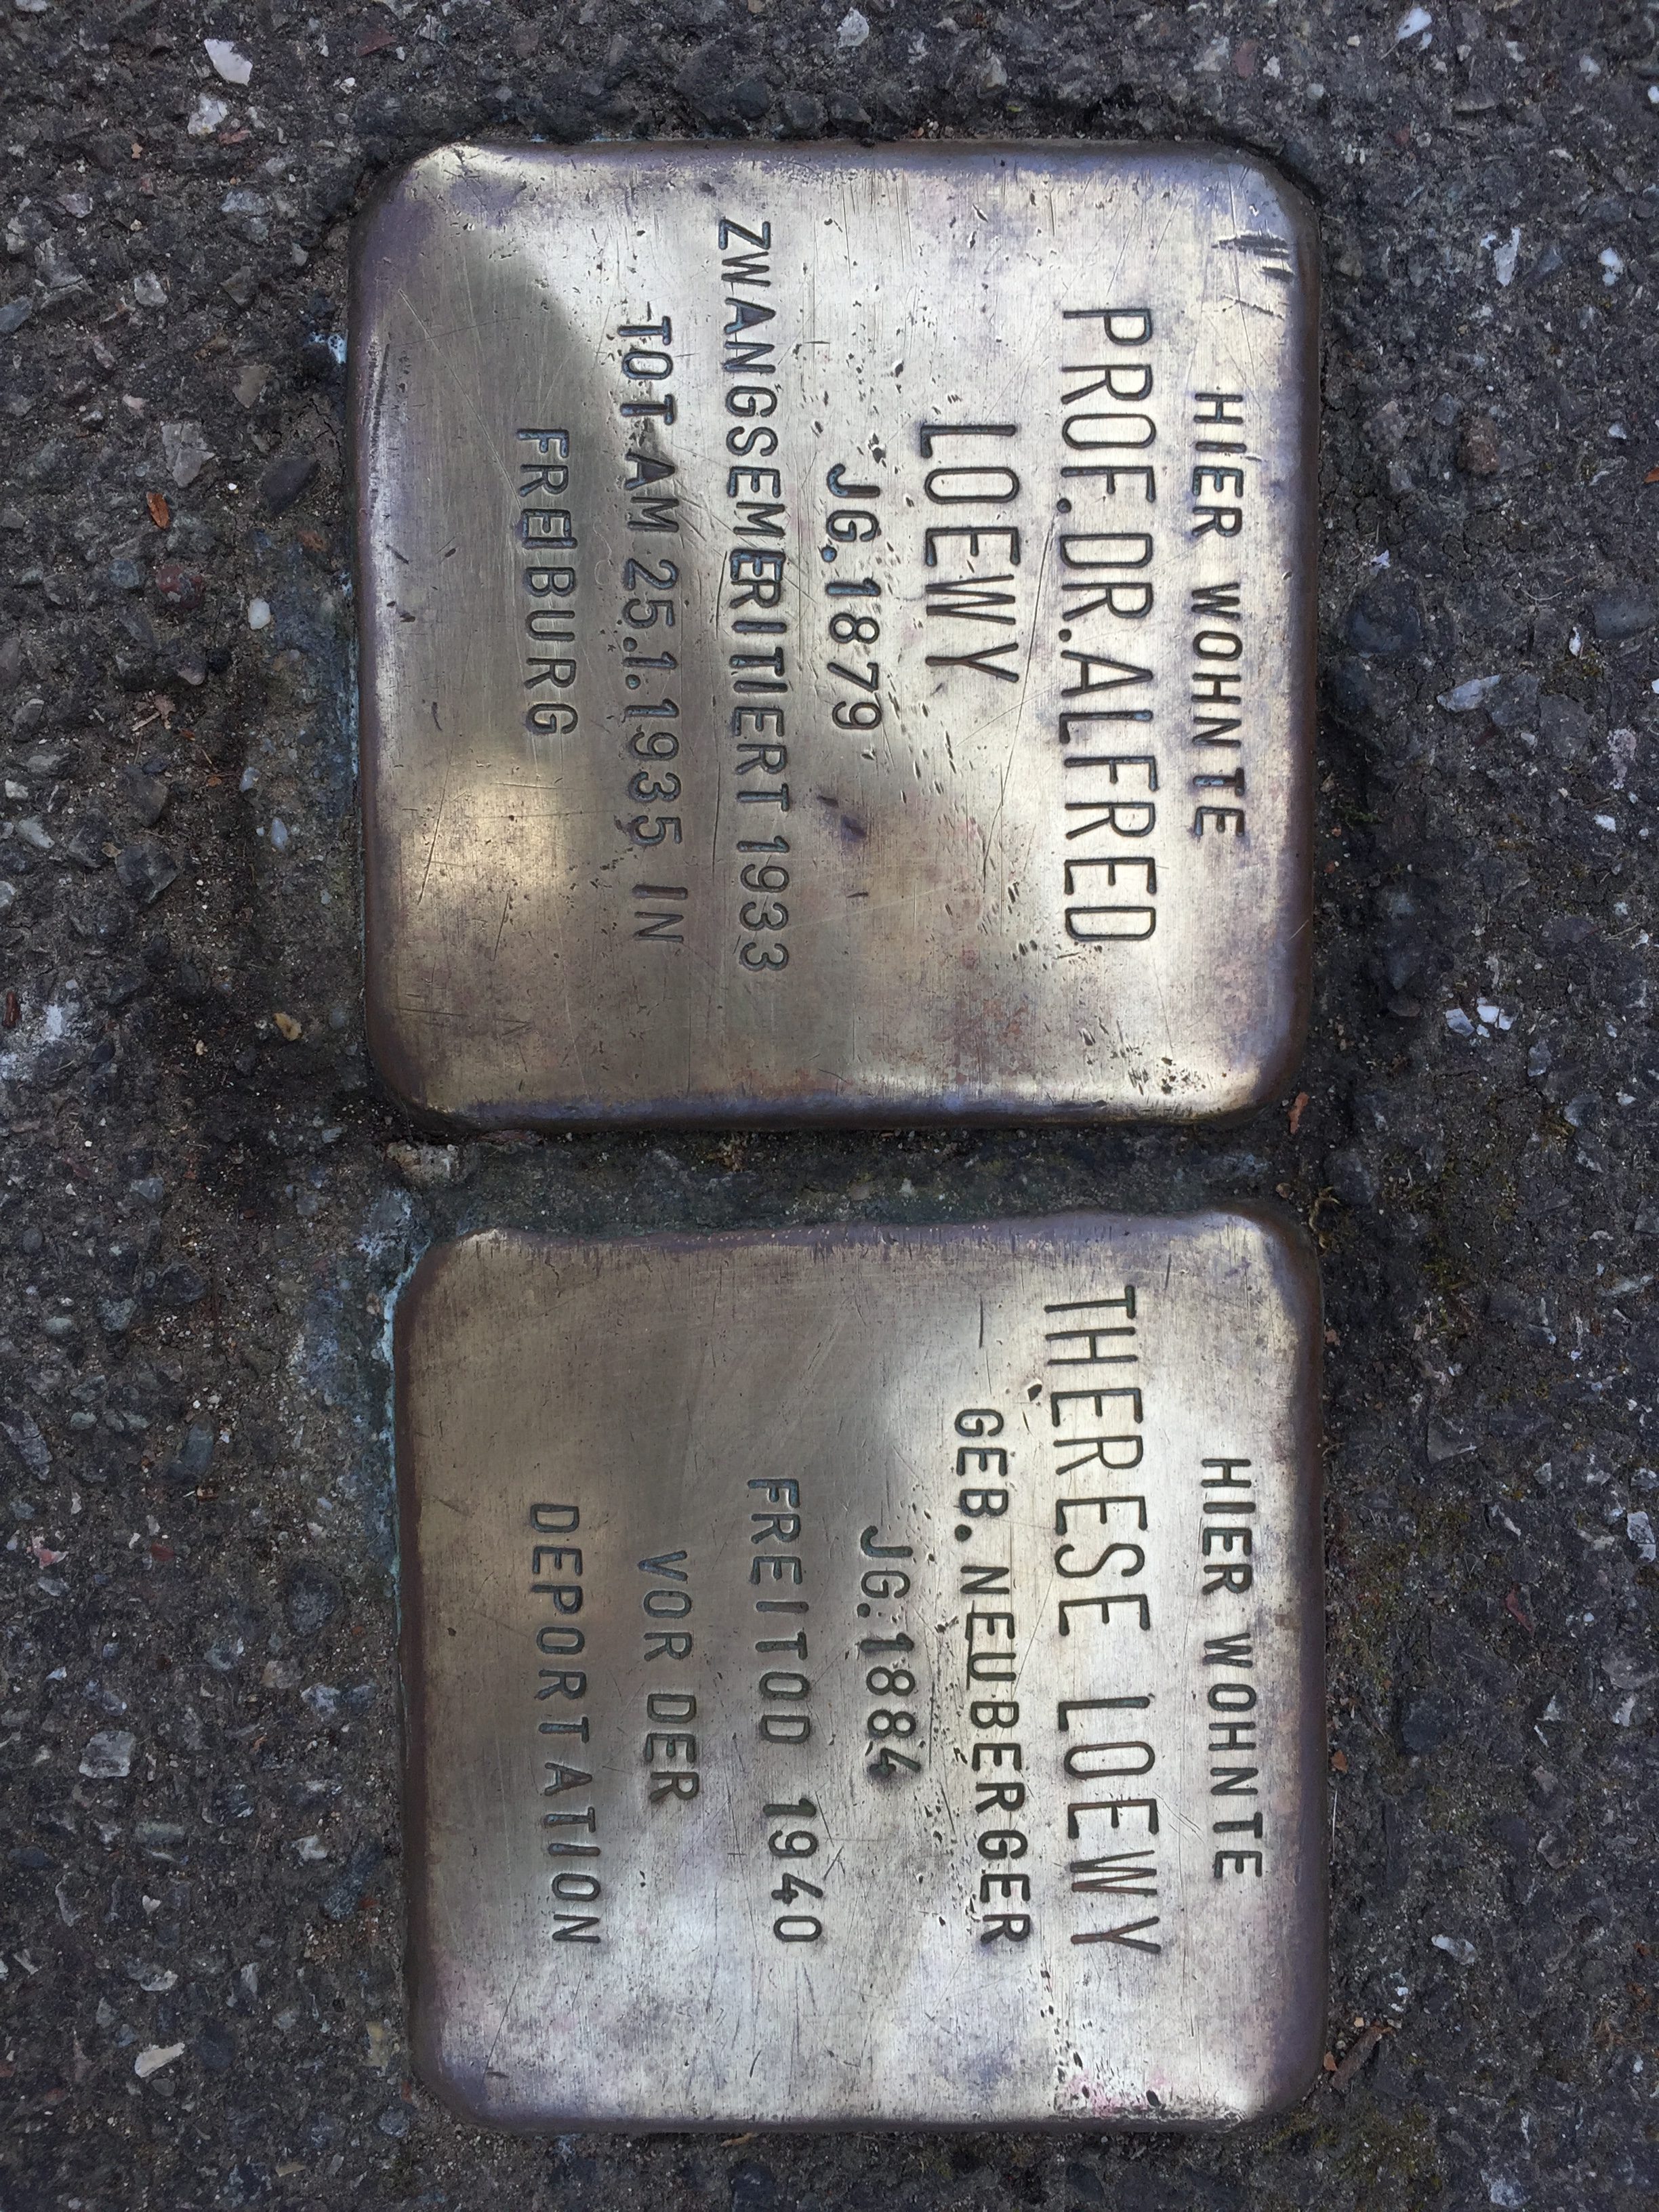 HIER WOHNTE
PROF.DR.ALFRED
LOEWY
JG.1879
ZWANGSEMERITIERT 1933
TOT AM 25.1.1935 IN
FREIBURG
HIER WOHNTE
THERESE LOEWY
GEB. NEUBERGER
JG.1884
FREITOD 1940
VOR DER
DEPORTATION